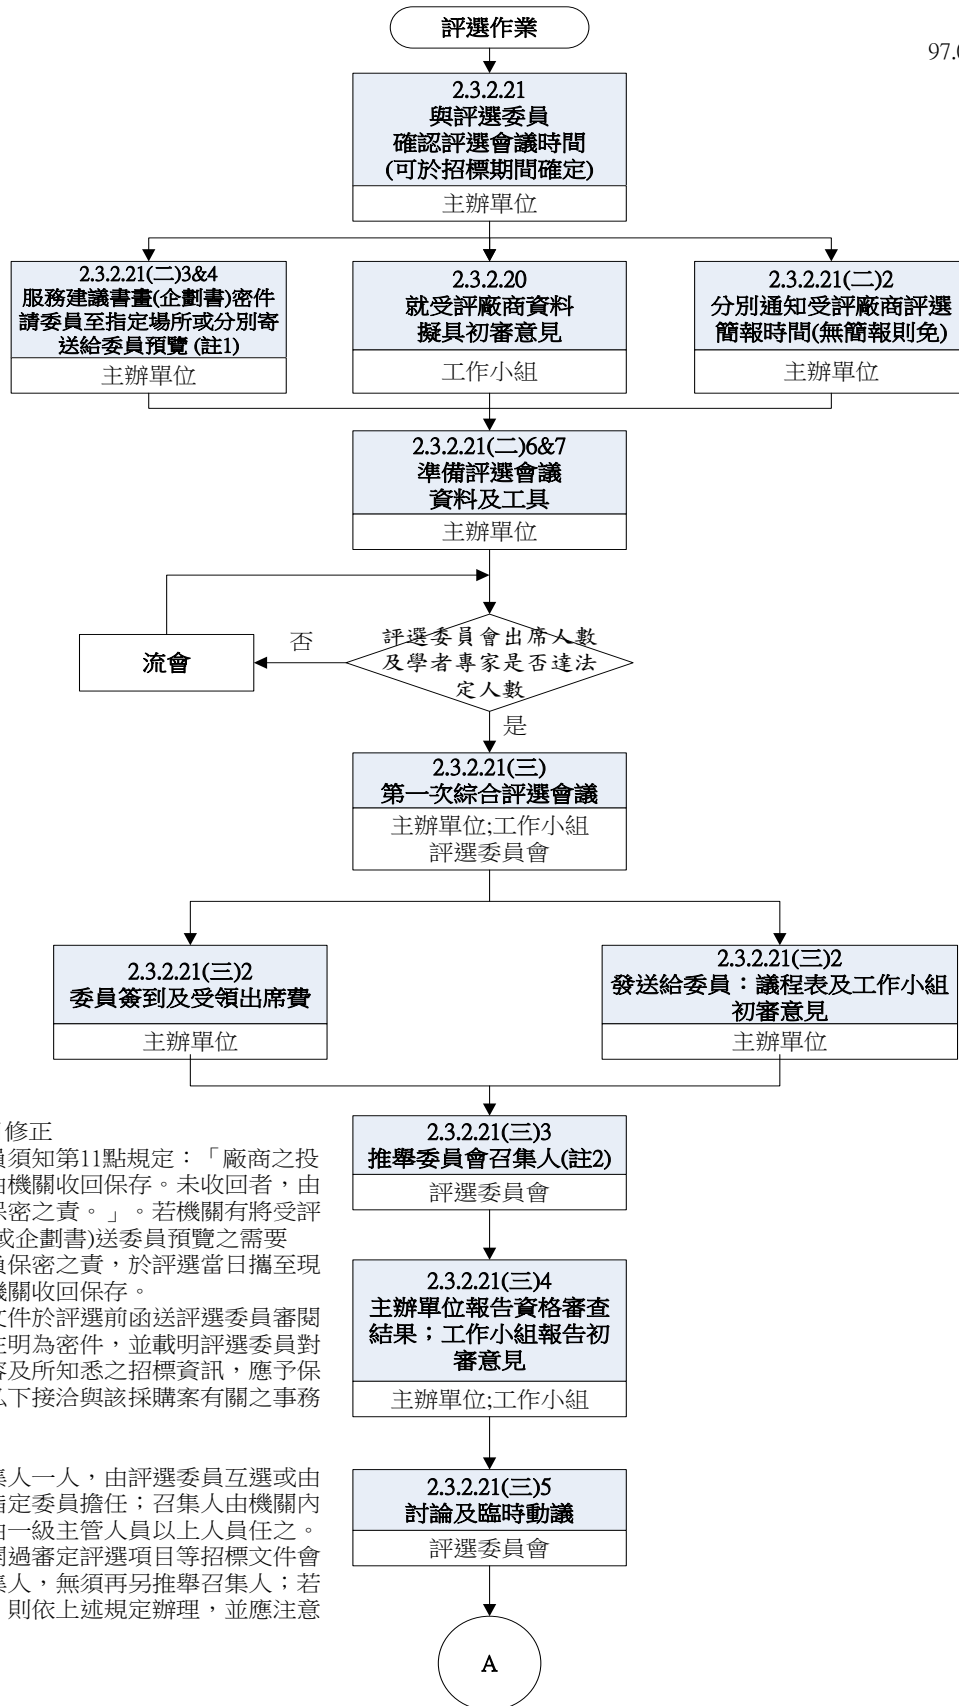 評選作業
97.0
2.3.2.21
與評選委員
確認評選會議時間
(可於招標期間確定)
主辦單位
2.3.2.21(二)3&4
服務建議書畫(企劃書)密件
請委員至指定場所或分別寄
送給委員預覽 (註1)
主辦單位
2.3.2.20
就受評廠商資料
擬具初審意見
工作小組
2.3.2.21(二)2
分別通知受評廠商評選
簡報時間(無簡報則免)
主辦單位
2.3.2.21(二)6&7
準備評選會議
資料及工具
主辦單位
評選委員會出席人數
及學者專家是否達法
定人數
否
流會
是
2.3.2.21(三)
第一次綜合評選會議
主辦單位;工作小組
評選委員會
2.3.2.21(三)2
委員簽到及受領出席費
主辦單位
2.3.2.21(三)2
發送給委員：議程表及工作小組
初審意見
主辦單位
2.3.2.21(三)3
推舉委員會召集人(註2)
評選委員會
2.3.2.21(三)4
主辦單位報告資格審查
結果；工作小組報告初
審意見
主辦單位;工作小組
2.3.2.21(三)5
討論及臨時動議
評選委員會
A
修正
員須知第11點規定：「廠商之投
由機關收回保存。未收回者，由
保密之責。」。若機關有將受評
或企劃書)送委員預覽之需要
負保密之責，於評選當日攜至現
機關收回保存。
文件於評選前函送評選委員審閱
註明為密件，並載明評選委員對
容及所知悉之招標資訊，應予保
私下接洽與該採購案有關之事務
集人一人，由評選委員互選或由
指定委員擔任；召集人由機關內
由一級主管人員以上人員任之。
開過審定評選項目等招標文件會
集人，無須再另推舉召集人；若
則依上述規定辦理，並應注意